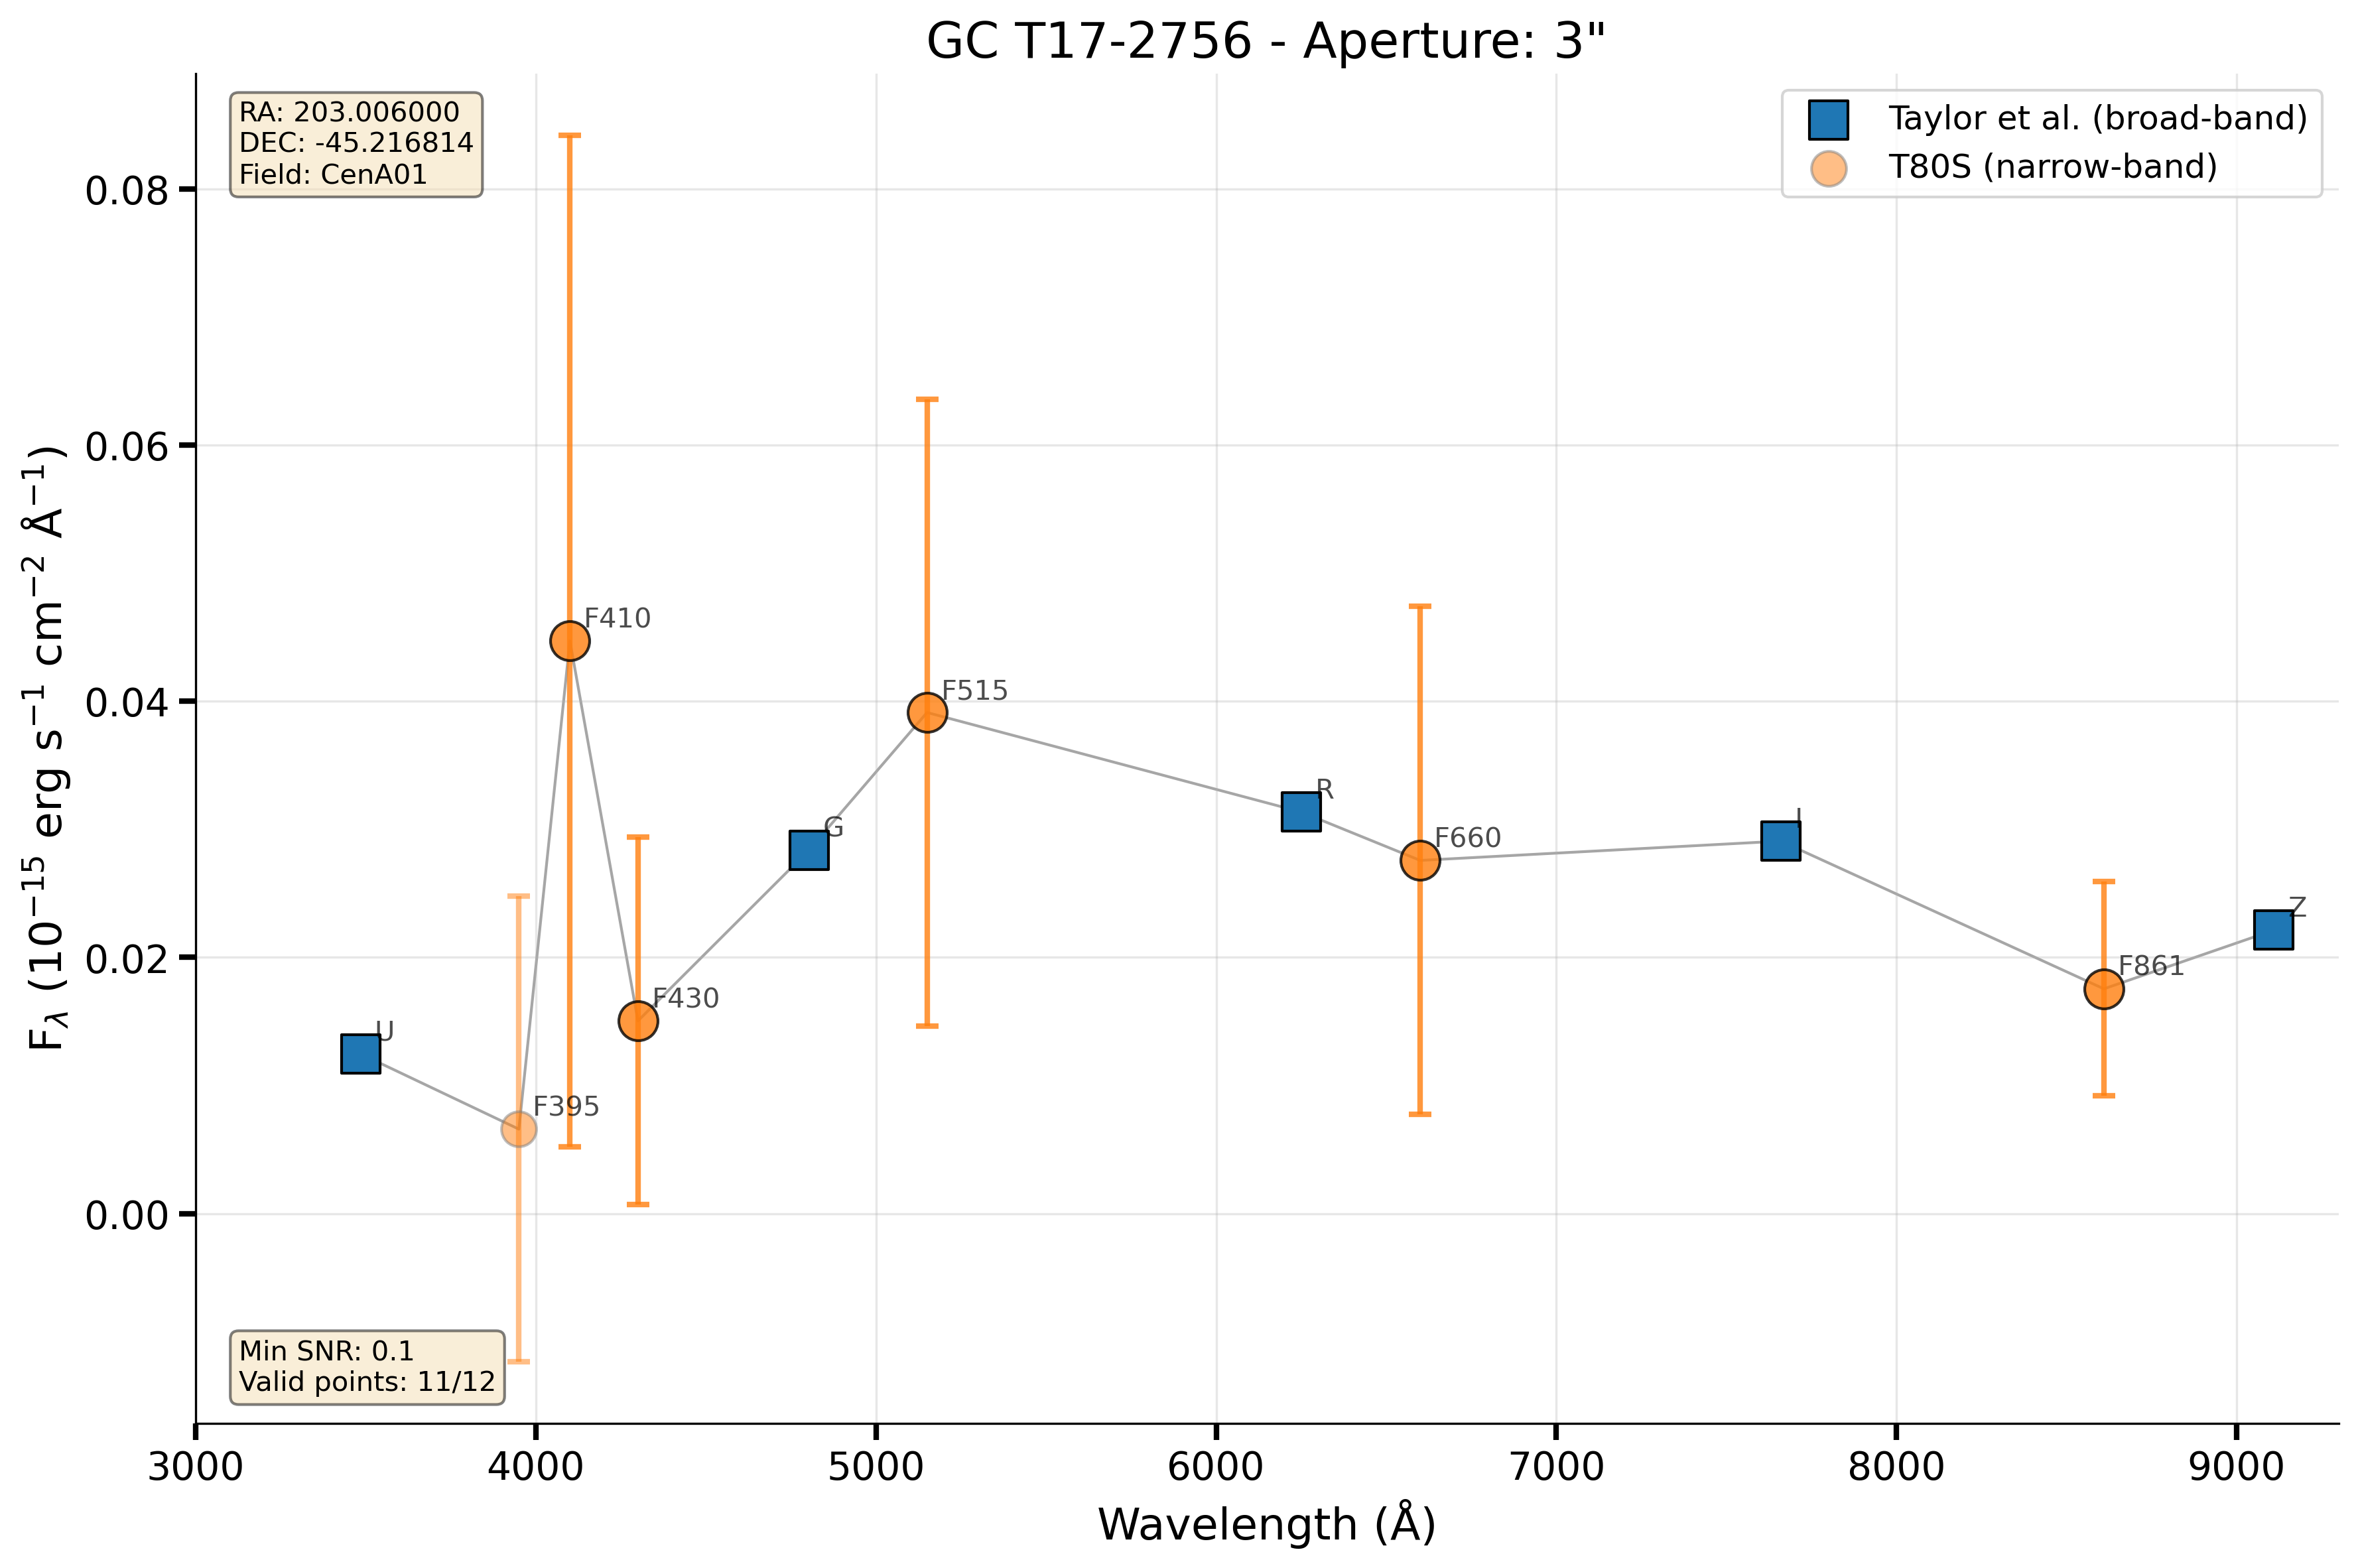 GC T17-2756 - Aperture: 3"
RA: 203.006000
DEC: -45.216814
Field: CenA01
Taylor et al. (broad-band)
T80S (narrow-band)
F$_{\lambda}$ (10$^{-15}$ erg s$^{-1}$ cm$^{-2}$ Å$^{-1}$)
0.08
0.06
0.04
0.02
0.00
U
F395
F410
F430
G
F515
R
F660
I
F861
Z
Min SNR: 0.1
Valid points: 11/12
3000 4000 5000 6000 7000 8000 9000
Wavelength (Å)